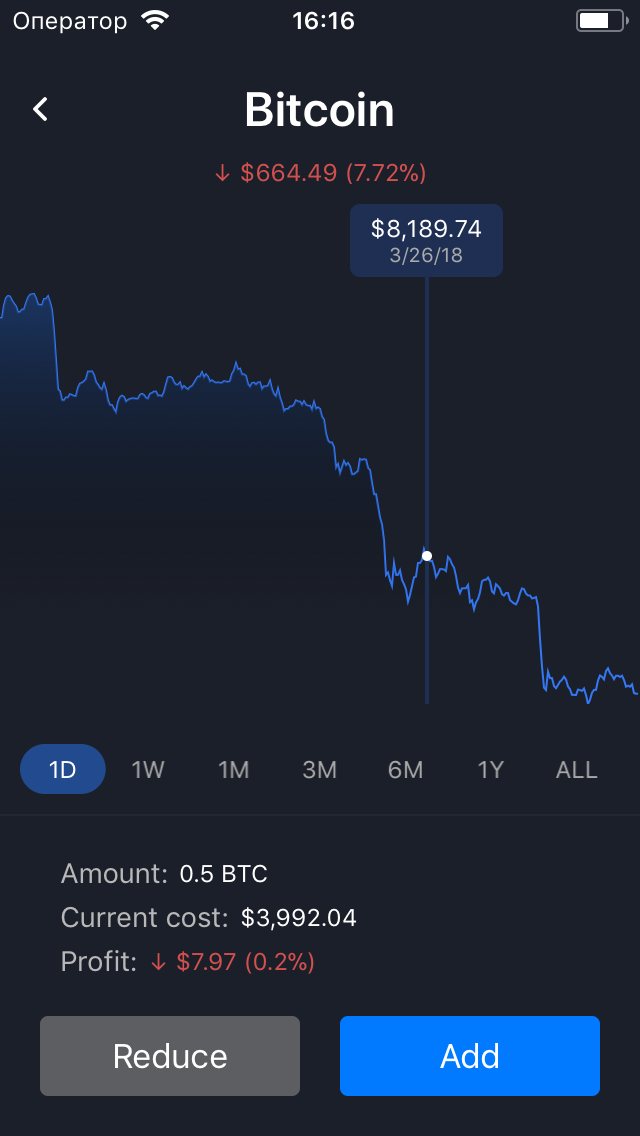 Оператор 16:16
Bitcoin
↓ $664.49 (7.72%)
$8,189.74
3/26/18
1D 1W 1M 3M 6M 1Y ALL
Amount: 0.5 BTC
Current cost: $3,992.04
Profit: ↓ $7.97 (0.2%)
Reduce Add